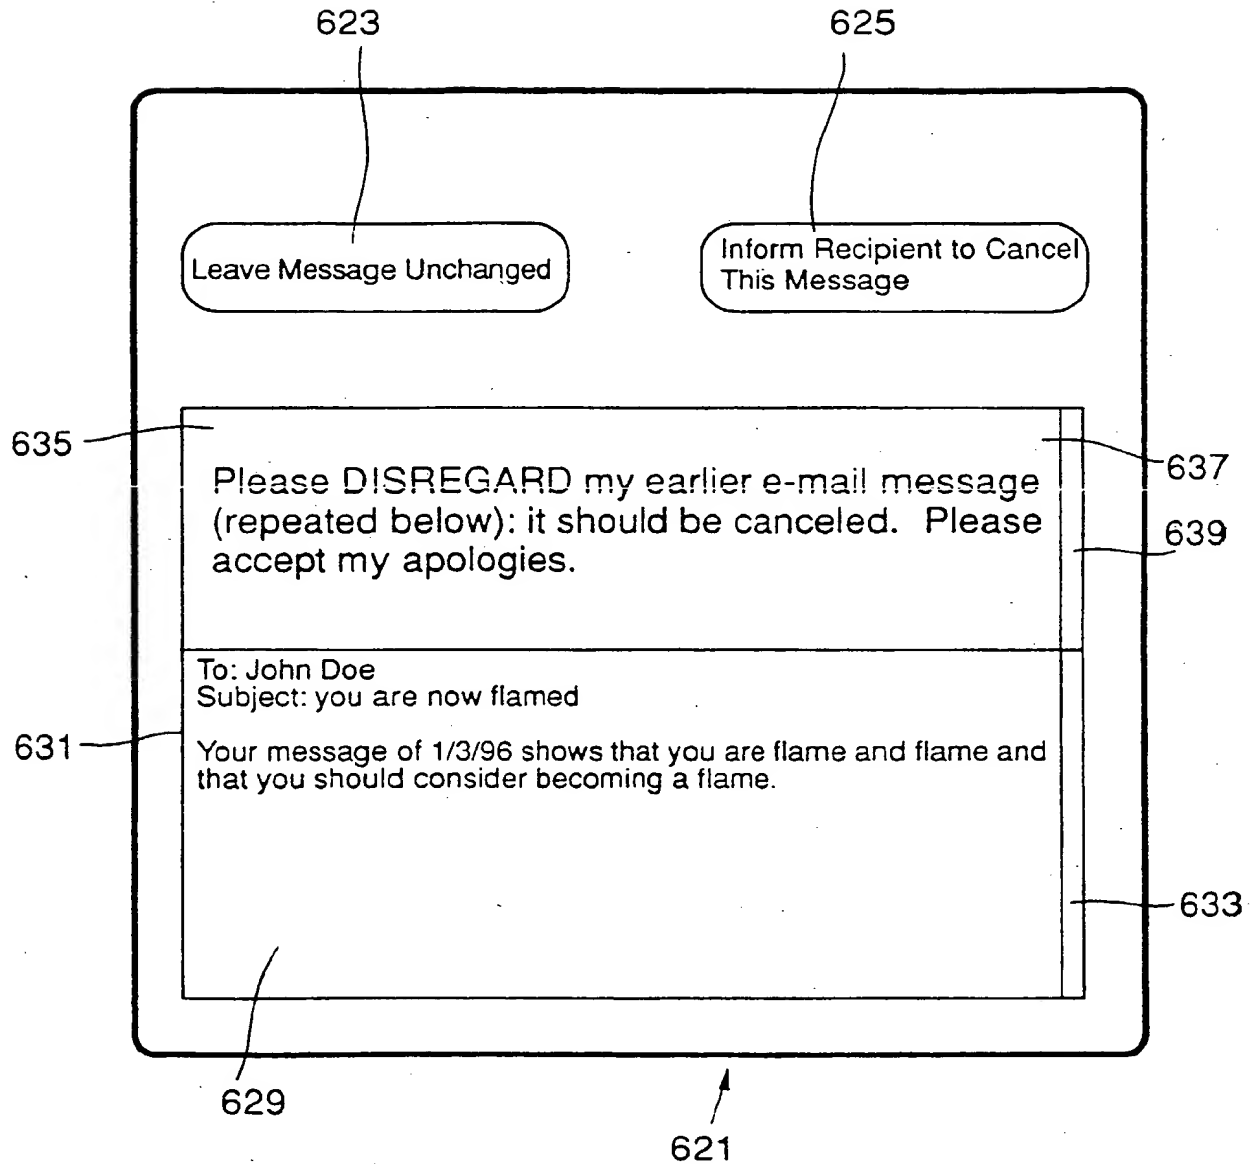 623
625
Leave Message Unchanged
Inform Recipient to Cancel
This Message
635
637
Please DISREGARD my earlier e-mail message
(repeated below): it should be canceled. Please
accept my apologies.
639
To: John Doe
Subject: you are now flamed
631
Your message of 1/3/96 shows that you are flame and flame and
that you should consider becoming a flame.
633
629
621